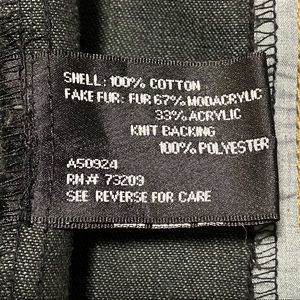 SHELL: 100% COTTON
FAKE FUR: FUR 67% MODACRYLIC
33% ACRYLIC
KNIT BACKING
100% POLYESTER
A50924
RN# 73209
SEE REVERSE FOR CARE